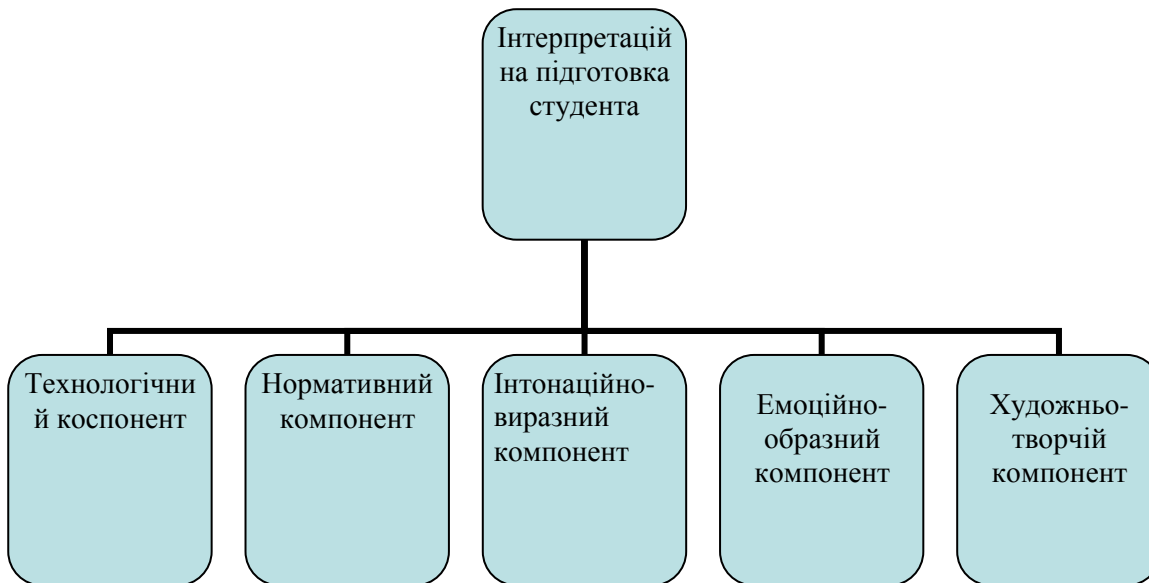 Інтерпретацій
на підготовка
студента
Технологічни
й коспонент
Нормативний
компонент
Інтонаційно-
виразний
компонент
Емоційно-
образний
компонент
Художньо-
творчій
компонент